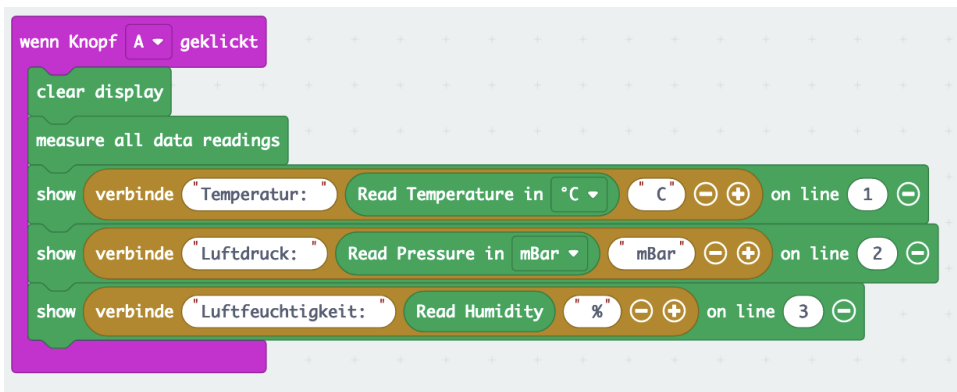 wenn Knopf A geklickt
clear display
measure all data readings
show verbinde "Temperatur: " Read Temperature in °C " C" on line 1
show verbinde "Luftdruck: " Read Pressure in mBar " mBar" on line 2
show verbinde "Luftfeuchtigkeit: " Read Humidity " %" on line 3